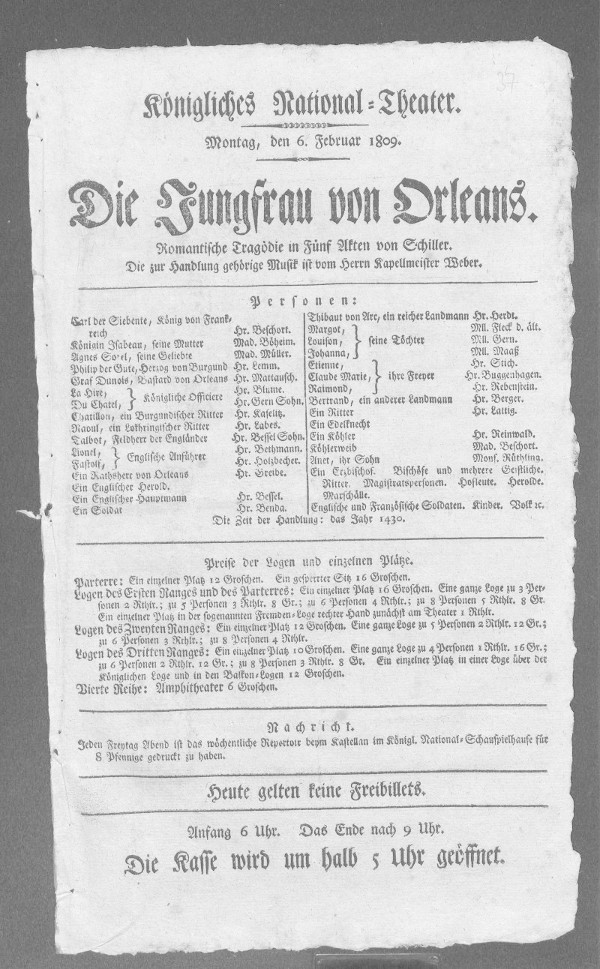 37
Königliches National-Theater.
Montag, den 6. Februar 1809.
Die Jungfrau von Orleans.
Romantische Tragödie in Fünf Akten von Schiller.
Die zur Handlung gehörige Musik ist vom Herrn Kapellmeister Weber.
Personen:
Carl der Siebente, König von Frank-
reich Hr. Beschort.
Königin Isabeau, seine Mutter Mad. Böheim.
Agnes Sorel, seine Geliebte Mad. Müller.
Philip der Gute, Herzog von Burgund Hr. Lemm.
Graf Dunois, Bastard von Orleans Hr. Mattausch.
La Hire, Hr. Blume.
Königliche Officiere
Du Chatel, Hr. Gern Sohn.
Chatillon, ein Burgundischer Ritter Hr. Kaselitz.
Raoul, ein Lothringischer Ritter Hr. Labes.
Talbot, Feldherr der Engländer Hr. Bessel Sohn.
Lionel, Hr. Bethmann.
Englische Anführer
Fastolf, Hr. Holzbecher.
Ein Rathsherr von Orleans Hr. Greibe.
Ein Englischer Herold.
Ein Englischer Hauptmann Hr. Bessel.
Ein Soldat Hr. Benda.
Thibaut von Arc, ein reicher Landmann Hr. Herdt.
Margot, Mll. Fleck d. ält.
Louison, seine Töchter Mll. Gern.
Johanna, Mll. Maaß
Etienne, Hr. Stich.
Claude Marie, ihre Freyer Hr. Buggenhagen.
Raimond, Hr. Rebenstein.
Bertrand, ein anderer Landmann Hr. Berger.
Ein Ritter Hr. Lattig.
Ein Edelknecht
Ein Köhler Hr. Reinwald.
Köhlerweib Mad. Beschort.
Anet, ihr Sohn Mons. Rüthling.
Ein Erzbischof. Bischöfe und mehrere Geistliche.
Ritter. Magistratspersonen. Hofleute. Herolde.
Marschälle.
Englische und Französische Soldaten. Kinder. Volk ꝛc.
Die Zeit der Handlung: das Jahr 1430.
Preise der Logen und einzelnen Plätze.
Parterre: Ein einzelner Platz 12 Groschen. Ein gesperrter Sitz 16 Groschen.
Logen des Ersten Ranges und des Parterres: Ein einzelner Platz 16 Groschen. Eine ganze Loge zu 3 Per-
sonen 2 Rthlr.; zu 5 Personen 3 Rthlr. 8 Gr.; zu 6 Personen 4 Rthlr.; zu 8 Personen 5 Rthlr. 8 Gr.
Ein einzelner Platz in der sogenannten Fremden-Loge rechter Hand zunächst am Theater 1 Rthlr.
Logen des Zweyten Ranges: Ein einzelner Platz 12 Groschen. Eine ganze Loge zu 5 Personen 2 Rthlr. 12 Gr.;
zu 6 Personen 3 Rthlr.; zu 8 Personen 4 Rthlr.
Logen des Dritten Ranges: Ein einzelner Platz 10 Groschen. Eine ganze Loge zu 4 Personen 1 Rthlr. 16 Gr.;
zu 6 Personen 2 Rthlr. 12 Gr.; zu 8 Personen 3 Rthlr. 8 Gr. Ein einzelner Platz in einer Loge über der
Königlichen Loge und in den Balkon-Logen 12 Groschen.
Vierte Reihe: Amphitheater 6 Groschen.
Nachricht.
Jeden Freytag Abend ist das wöchentliche Repertoir beym Kastellan im Königl. National-Schauspielhause für
8 Pfennige gedruckt zu haben.
Heute gelten keine Freibillets.
Anfang 6 Uhr. Das Ende nach 9 Uhr.
Die Kasse wird um halb 5 Uhr geöffnet.